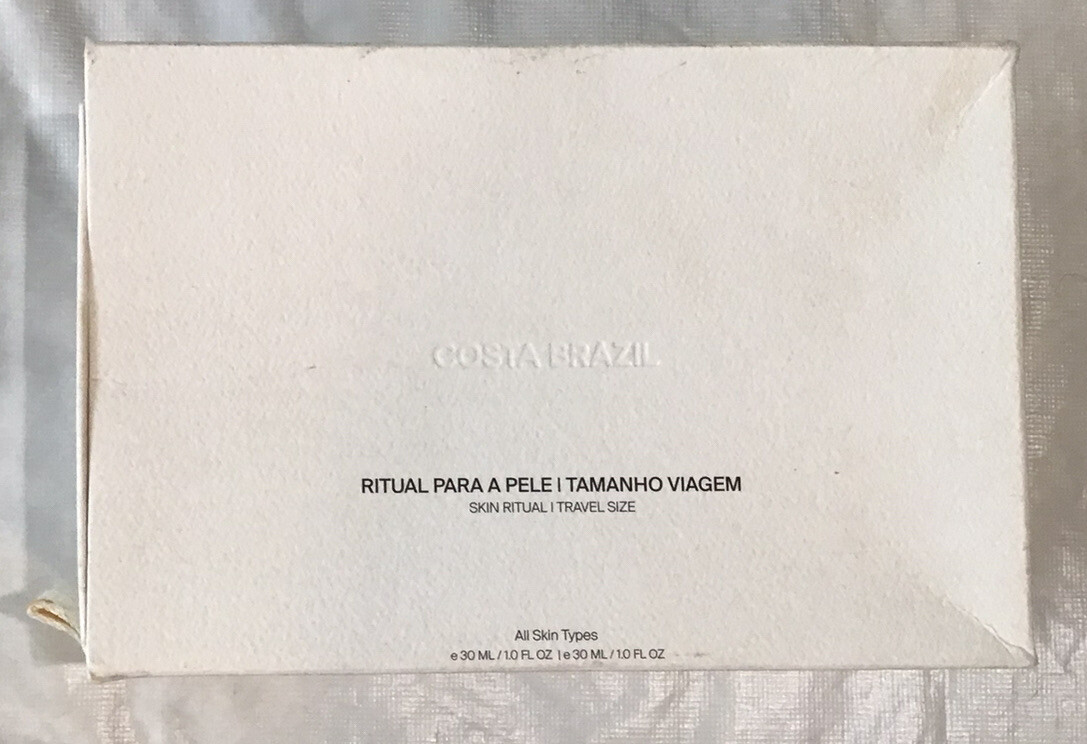 COSTA BRAZIL
RITUAL PARA A PELE | TAMANHO VIAGEM
SKIN RITUAL | TRAVEL SIZE
All Skin Types
e 30 ML / 1.0 FL OZ | e 30 ML / 1.0 FL OZ